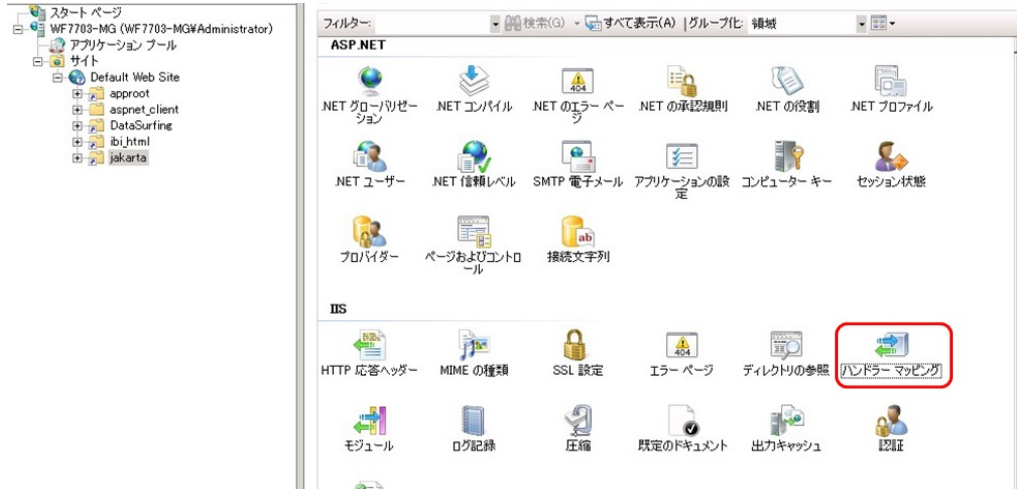 スタート ページ
WF7703-MG (WF7703-MG¥Administrator)
アプリケーション プール
サイト
Default Web Site
approot
aspnet_client
DataSurfing
ibi_html
jakarta
フィルター: 検索(G) すべて表示(A) グループ化: 領域
ASP.NET
.NET グローバリゼーション .NET コンパイル .NET のエラー ページ .NET の承認規則 .NET の役割 .NET プロファイル
.NET ユーザー .NET 信頼レベル SMTP 電子メール アプリケーションの設定 コンピューター キー セッション状態
プロバイダー ページおよびコントロール 接続文字列
IIS
HTTP 応答ヘッダー MIME の種類 SSL 設定 エラー ページ ディレクトリの参照 ハンドラー マッピング
モジュール ログ記録 圧縮 既定のドキュメント 出力キャッシュ 認証